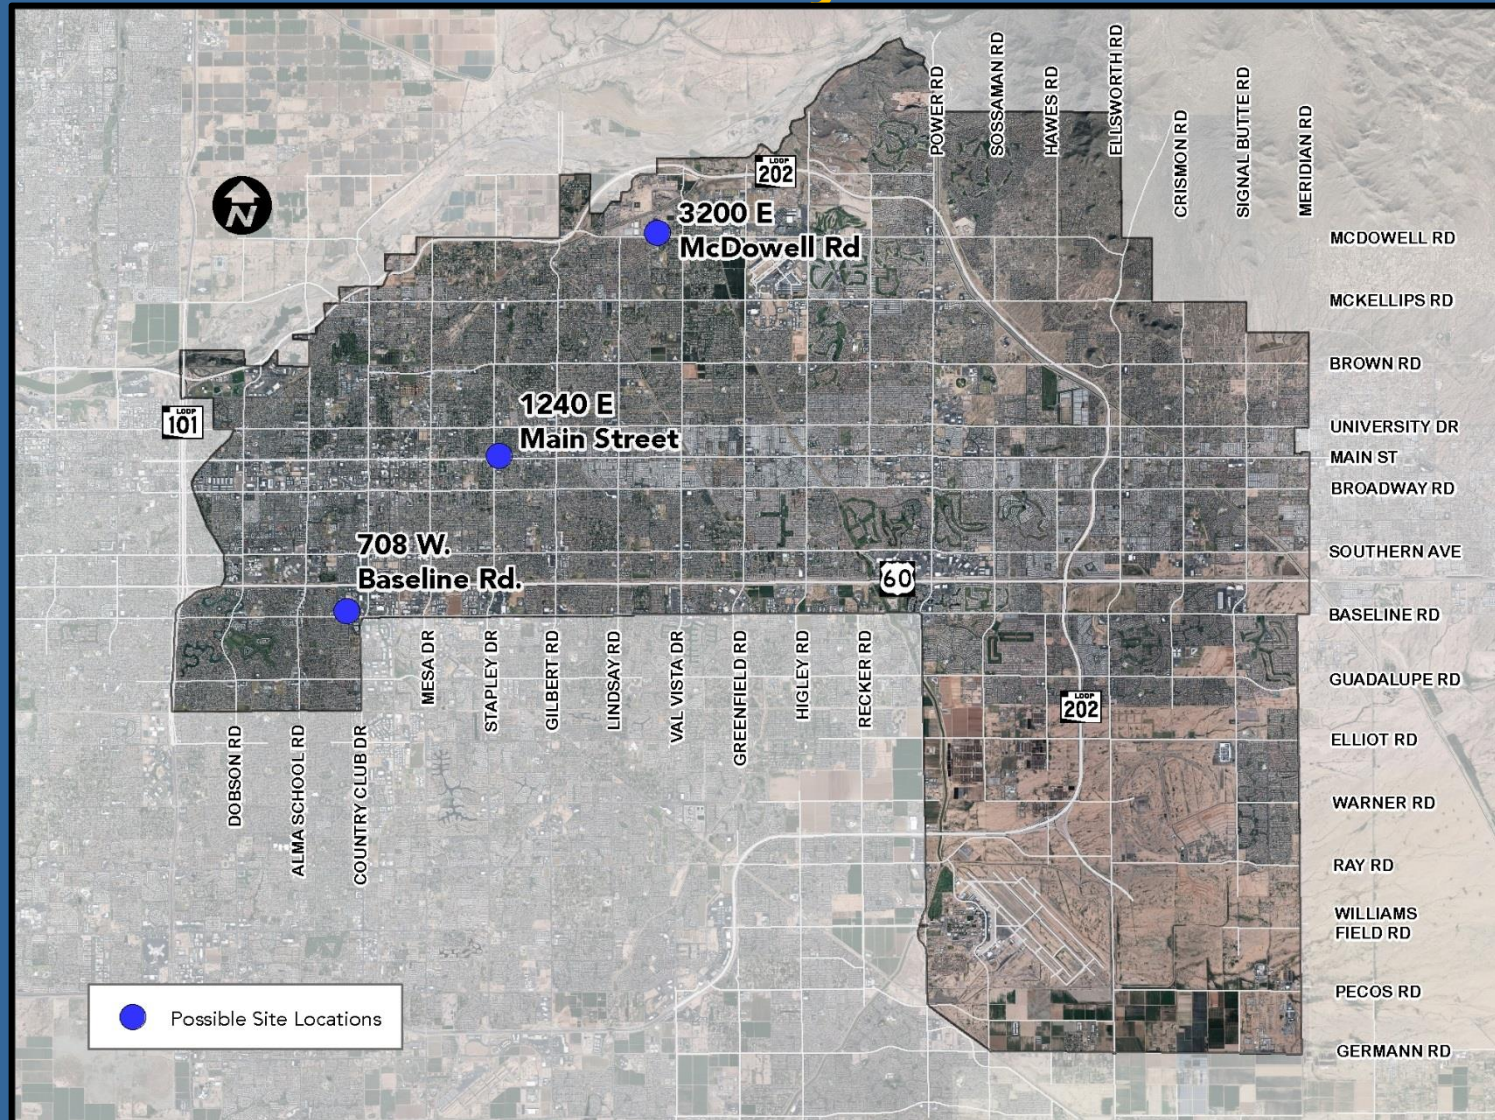 POWER RD
SOSSAMAN RD
HAWES RD
ELLSWORTH RD
CRISMON RD
SIGNAL BUTTE RD
MERIDIAN RD
LOOP
202
N
3200 E
McDowell Rd
MCDOWELL RD
MCKELLIPS RD
BROWN RD
LOOP
101
1240 E
Main Street
UNIVERSITY DR
MAIN ST
BROADWAY RD
708 W.
Baseline Rd.
SOUTHERN AVE
60
BASELINE RD
MESA DR
STAPLEY DR
GILBERT RD
LINDSAY RD
VAL VISTA DR
GREENFIELD RD
HIGLEY RD
RECKER RD
GUADALUPE RD
LOOP
202
DOBSON RD
ALMA SCHOOL RD
COUNTRY CLUB DR
ELLIOT RD
WARNER RD
RAY RD
WILLIAMS
FIELD RD
PECOS RD
Possible Site Locations
GERMANN RD